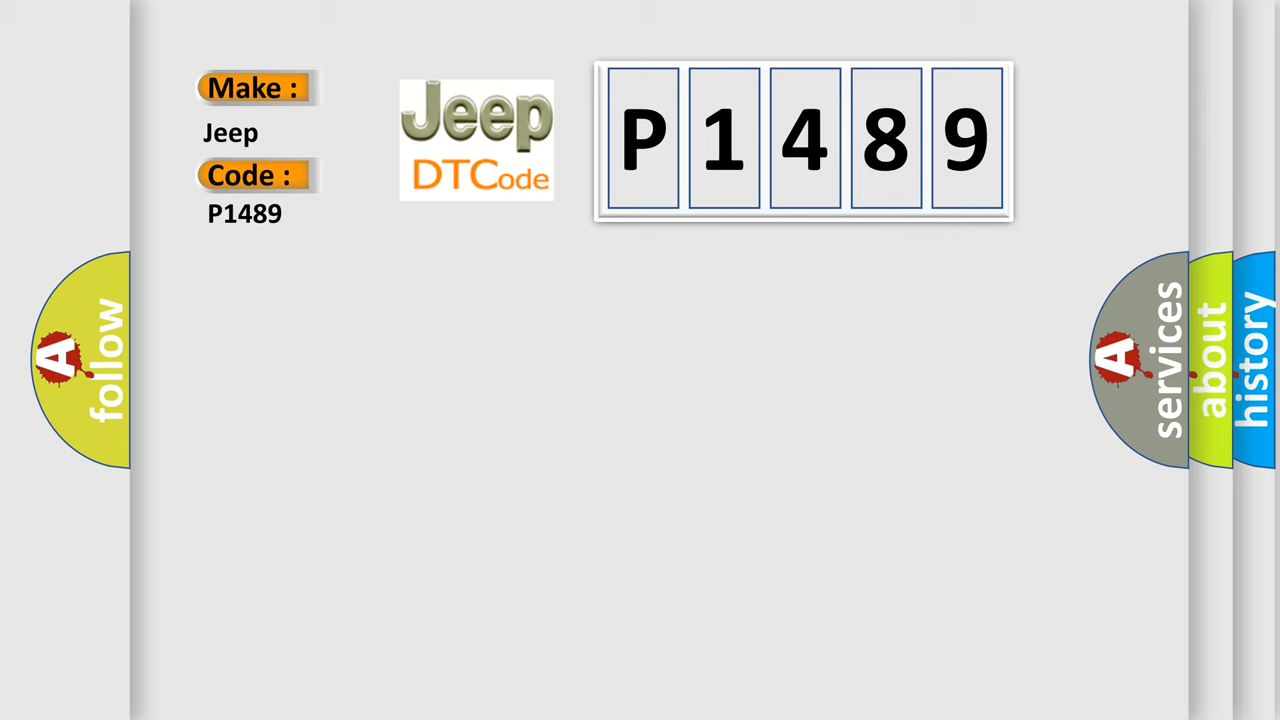 Make :
Jeep
Code :
P1489
Jeep
DTCode
P 1 4 8 9
A follow
A services
about
history